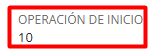 OPERACIÓN DE INICIO
10